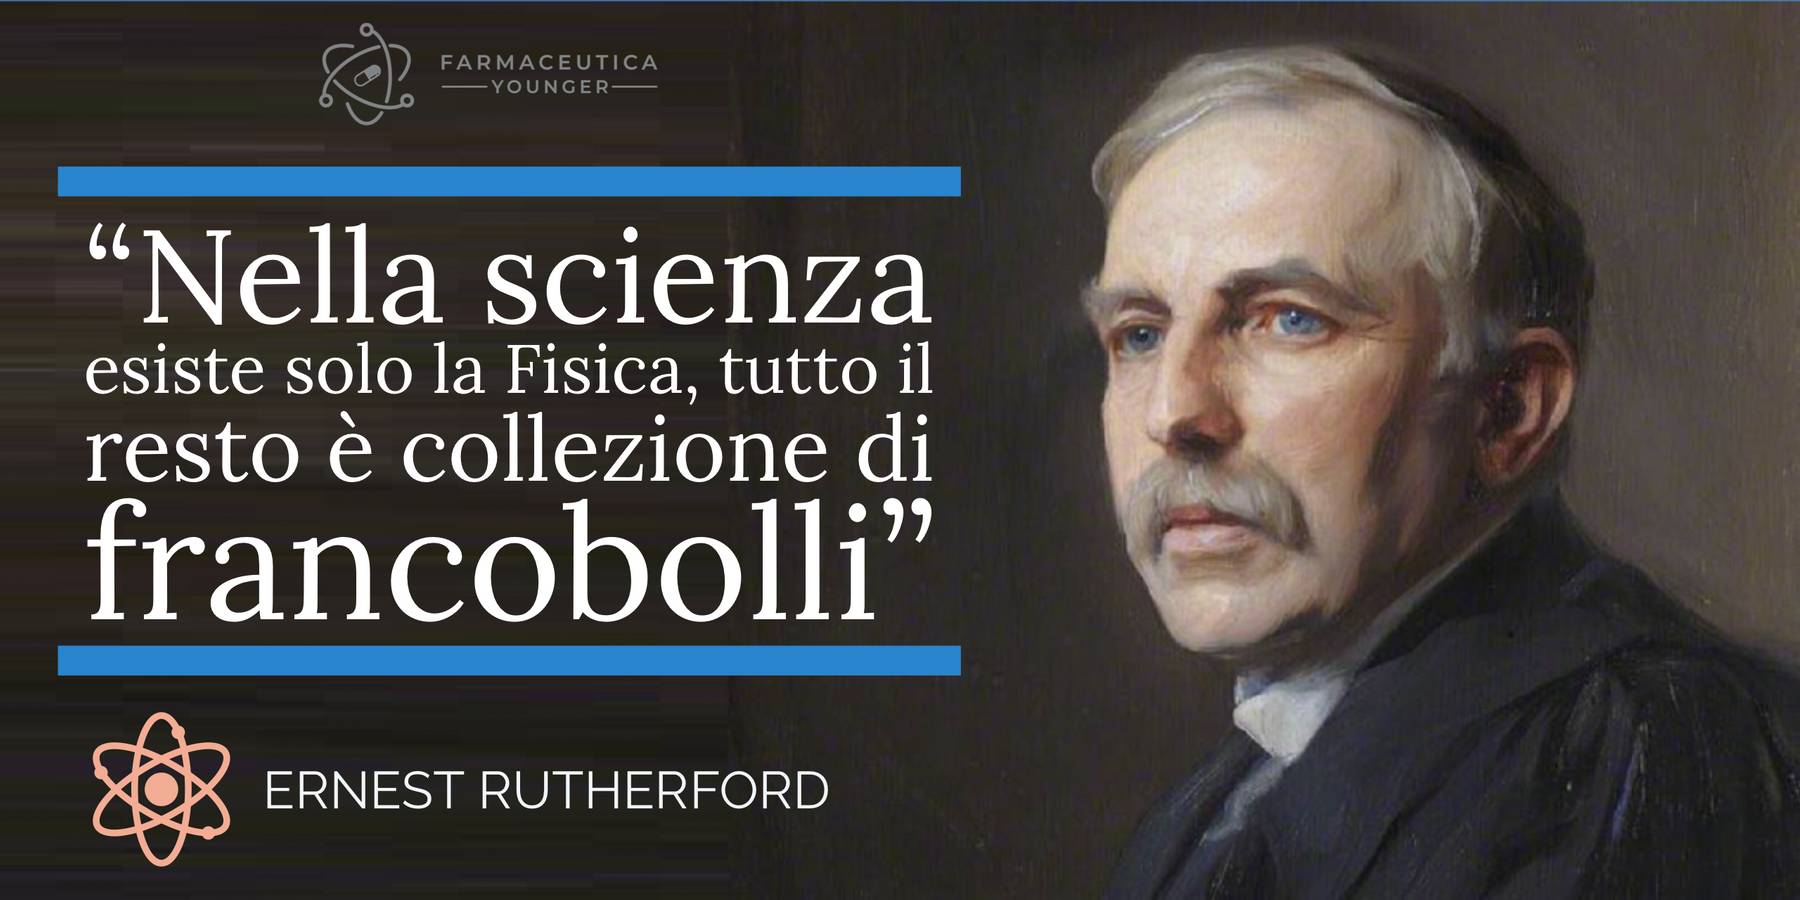 FARMACEUTICA
YOUNGER
“Nella scienza
esiste solo la Fisica, tutto il
resto è collezione di
francobolli”
ERNEST RUTHERFORD